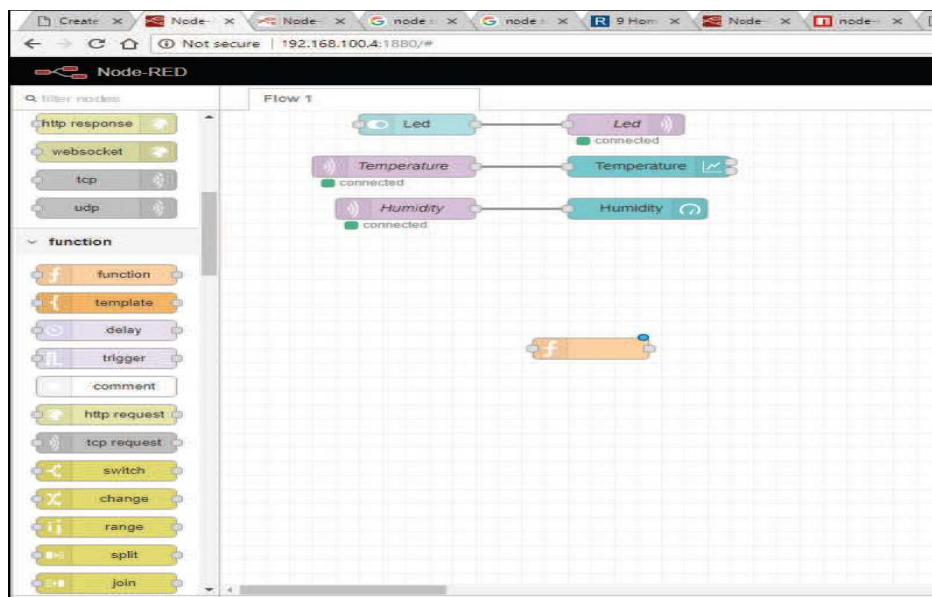 Create
Node-
Node-
node
node
R 9 Hom
Node-
node-
Not secure | 192.168.100.4:1880/#
Node-RED
filter nodes
Flow 1
http response
websocket
tcp
udp
function
function
template
delay
trigger
comment
http request
tcp request
switch
change
range
split
join
Led
Led
connected
Temperature
Temperature
connected
Humidity
Humidity
connected